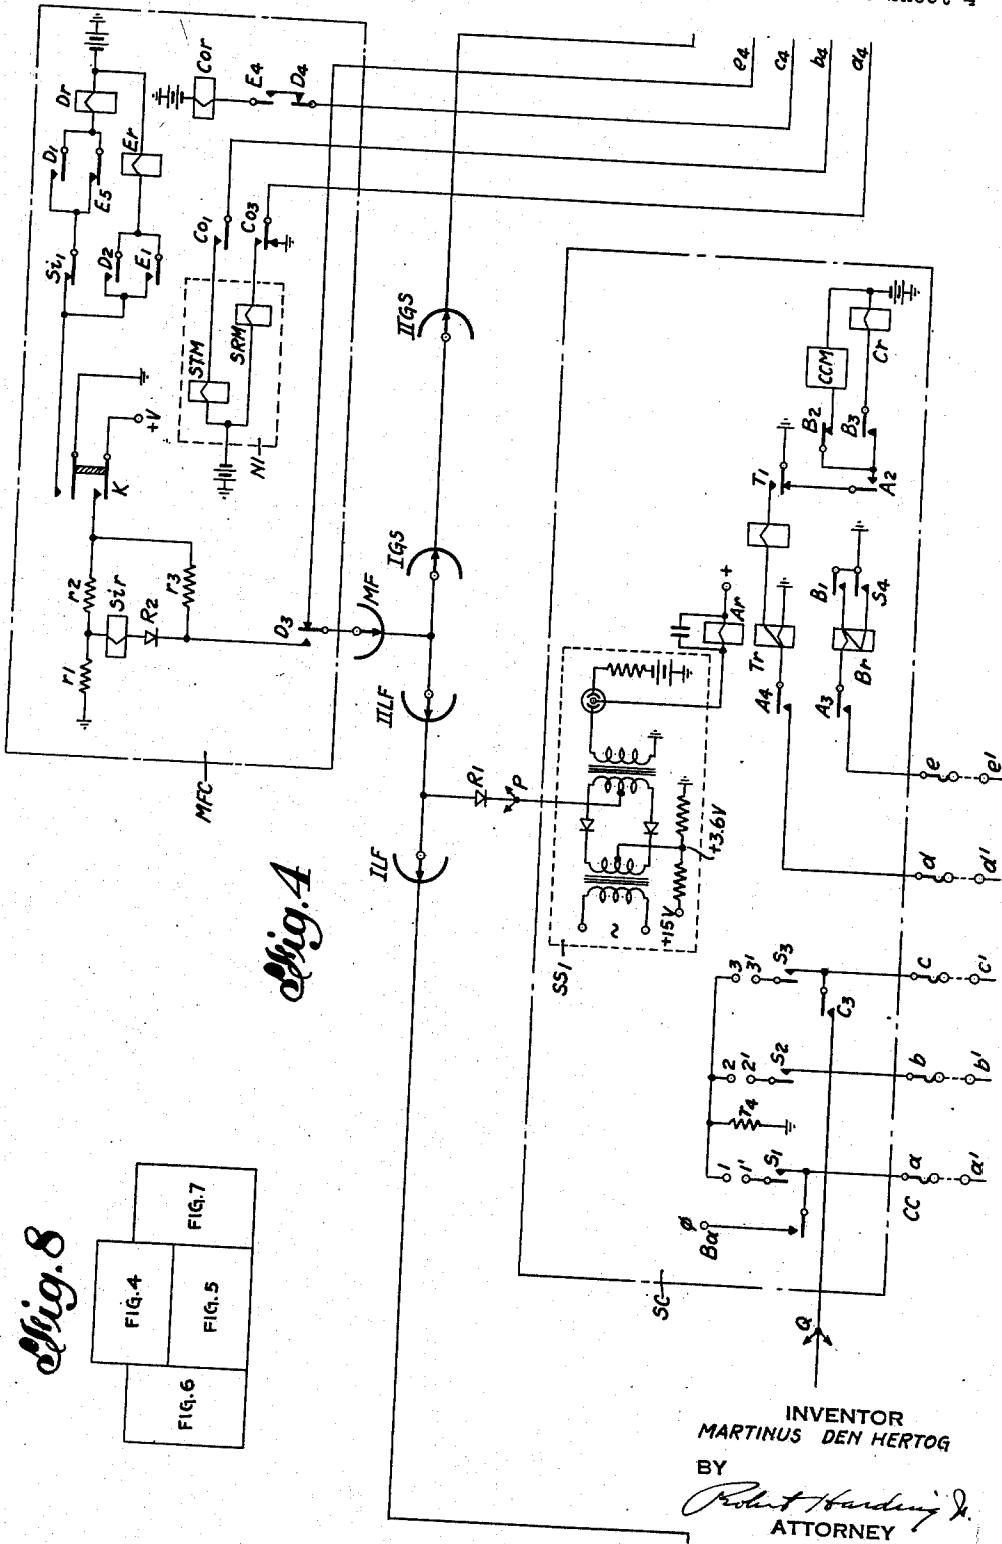 Sheet 4
Cor
E4
D4
Dr
D1
E5
Er
Si1
D2
E1
Co1
Co3
e4
c4
b4
a4
STM
SRM
N1
K
+V
r1
r2
Sir
R2
r3
D3
MF
MFC
IGS
IIGS
IILF
ILF
R1
P
Fig. 4
SS1
+15V
~
+3.6V
Ar
+
CCM
Cr
B2
B3
T1
A2
Tr
A4
B1
S4
Br
A3
e
e'
d
d'
3
3'
S3
C3
c
c'
2
2'
S2
b
b'
r4
1
1'
S1
a
a'
CC
Ba
SC
Q
Fig. 8
FIG.4
FIG.7
FIG.5
FIG.6
INVENTOR
MARTINUS DEN HERTOG
BY
Robert Harding Jr.
ATTORNEY